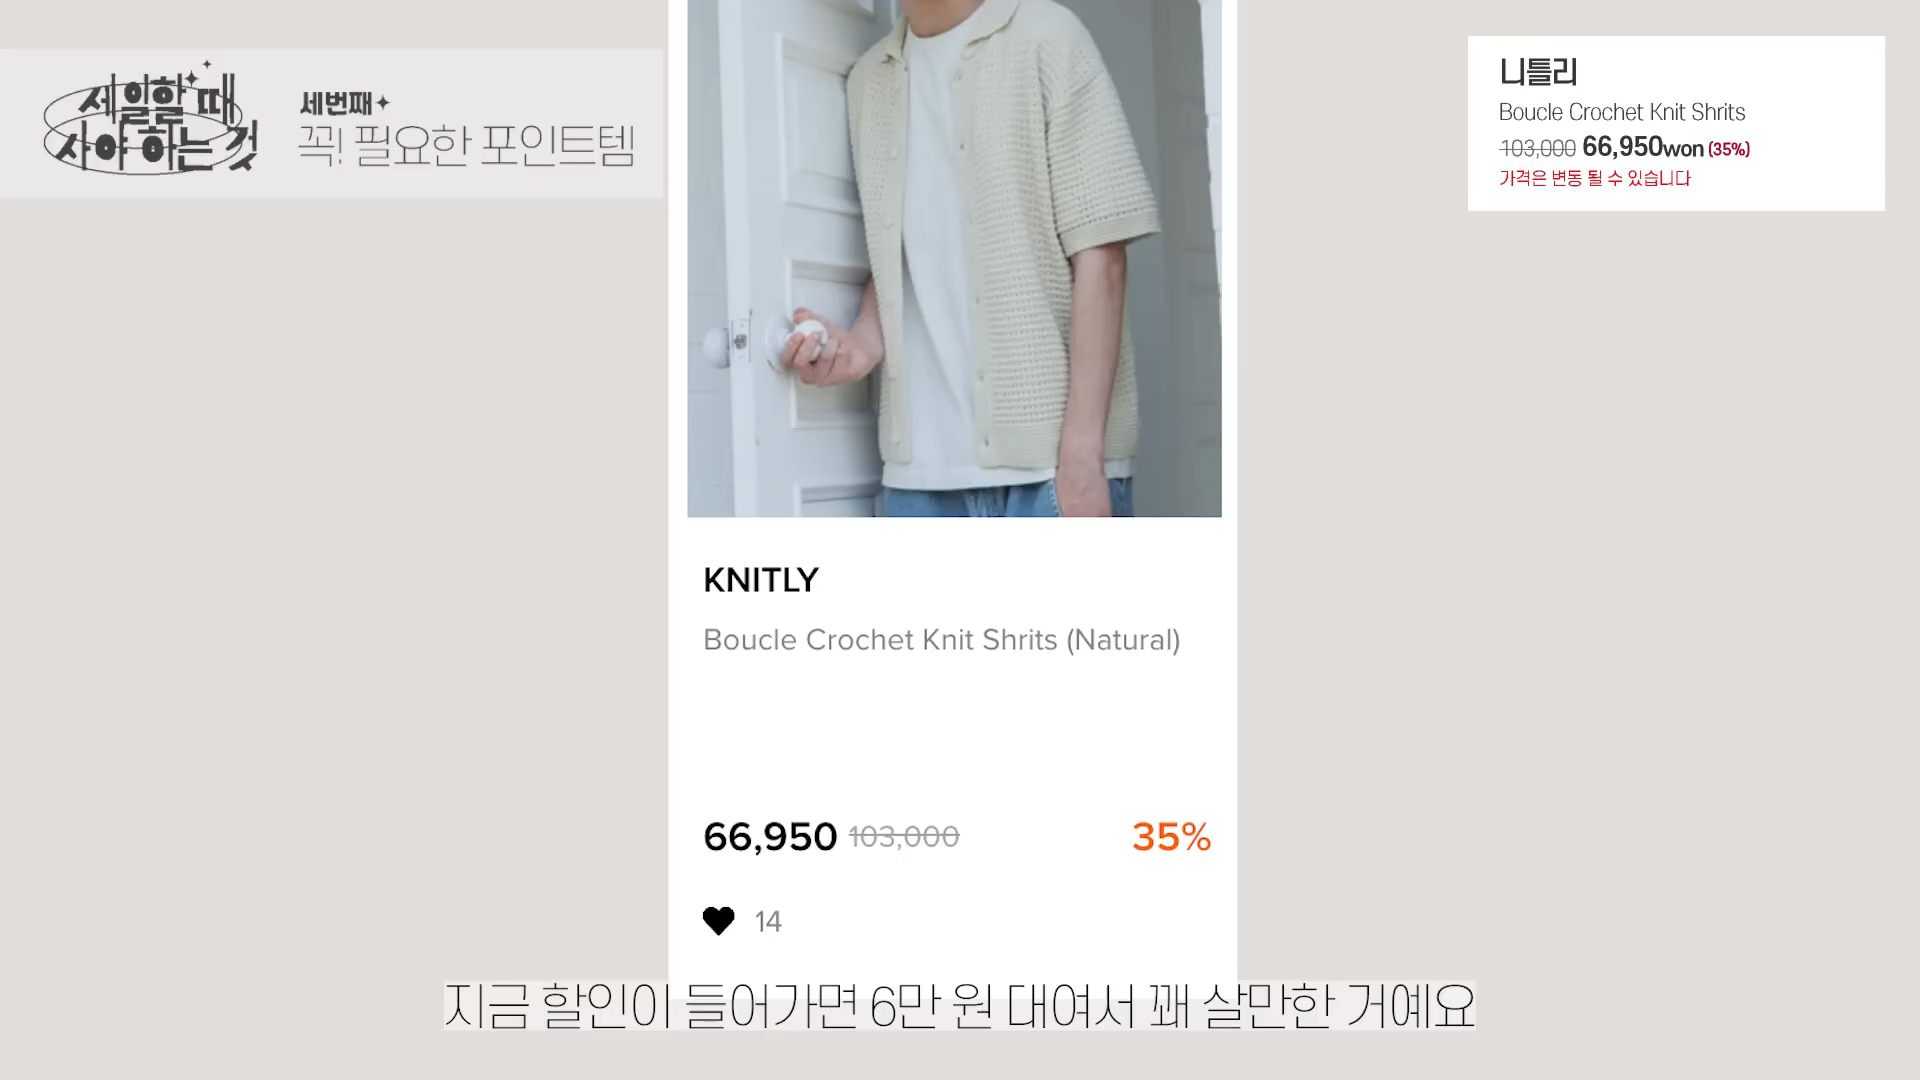 세일할 때
사야 하는 것
세번째
꼭! 필요한 포인트템
니틀리
Boucle Crochet Knit Shrits
103,000 66,950won (35%)
가격은 변동 될 수 있습니다
KNITLY
Boucle Crochet Knit Shrits (Natural)
66,950 103,000 35%
14
지금 할인이 들어가면 6만 원 대여서 꽤 살만한 거예요